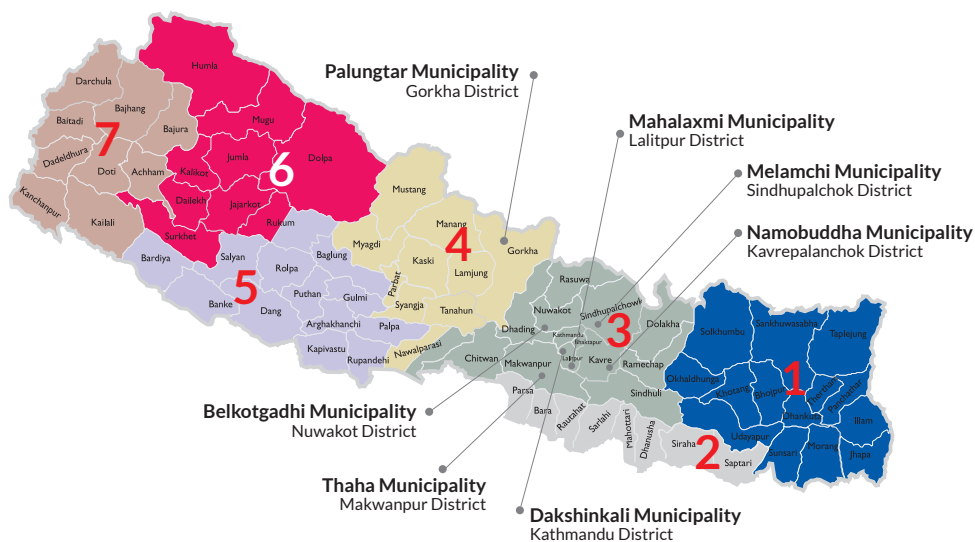 Palungtar Municipality
Gorkha District
Mahalaxmi Municipality
Lalitpur District
Melamchi Municipality
Sindhupalchok District
Namobuddha Municipality
Kavrepalanchok District
Belkotgadhi Municipality
Nuwakot District
Thaha Municipality
Makwanpur District
Dakshinkali Municipality
Kathmandu District
7
Darchula
Bajhang
Baitadi
Bajura
Dadeldhura
Doti
Achham
Kanchanpur
Kailali
6
Humla
Mugu
Dolpa
Jumla
Kalikot
Dailekh
Jajarkot
Rukum
Surkhet
5
Bardiya
Salyan
Rolpa
Baglung
Banke
Dang
Puthan
Gulmi
Arghakhanchi
Palpa
Kapivastu
Rupandehi
4
Mustang
Manang
Gorkha
Myagdi
Kaski
Lamjung
Parbat
Syangja
Tanahun
Nawalparasi
3
Rasuwa
Nuwakot
Sindhupalchowk
Dolakha
Dhading
Kathmandu
Bhaktapur
Lalitpur
Kavre
Ramechap
Chitwan
Makwanpur
Sindhuli
2
Parsa
Bara
Rautahat
Sarlahi
Mahottari
Dhanusha
Siraha
Saptari
1
Solkhumbu
Sankhuwasabha
Taplejung
Okhaldhunga
Khotang
Bhojpur
Thertham
Panchathar
Dhankuta
Illam
Udayapur
Sunsari
Morang
Jhapa